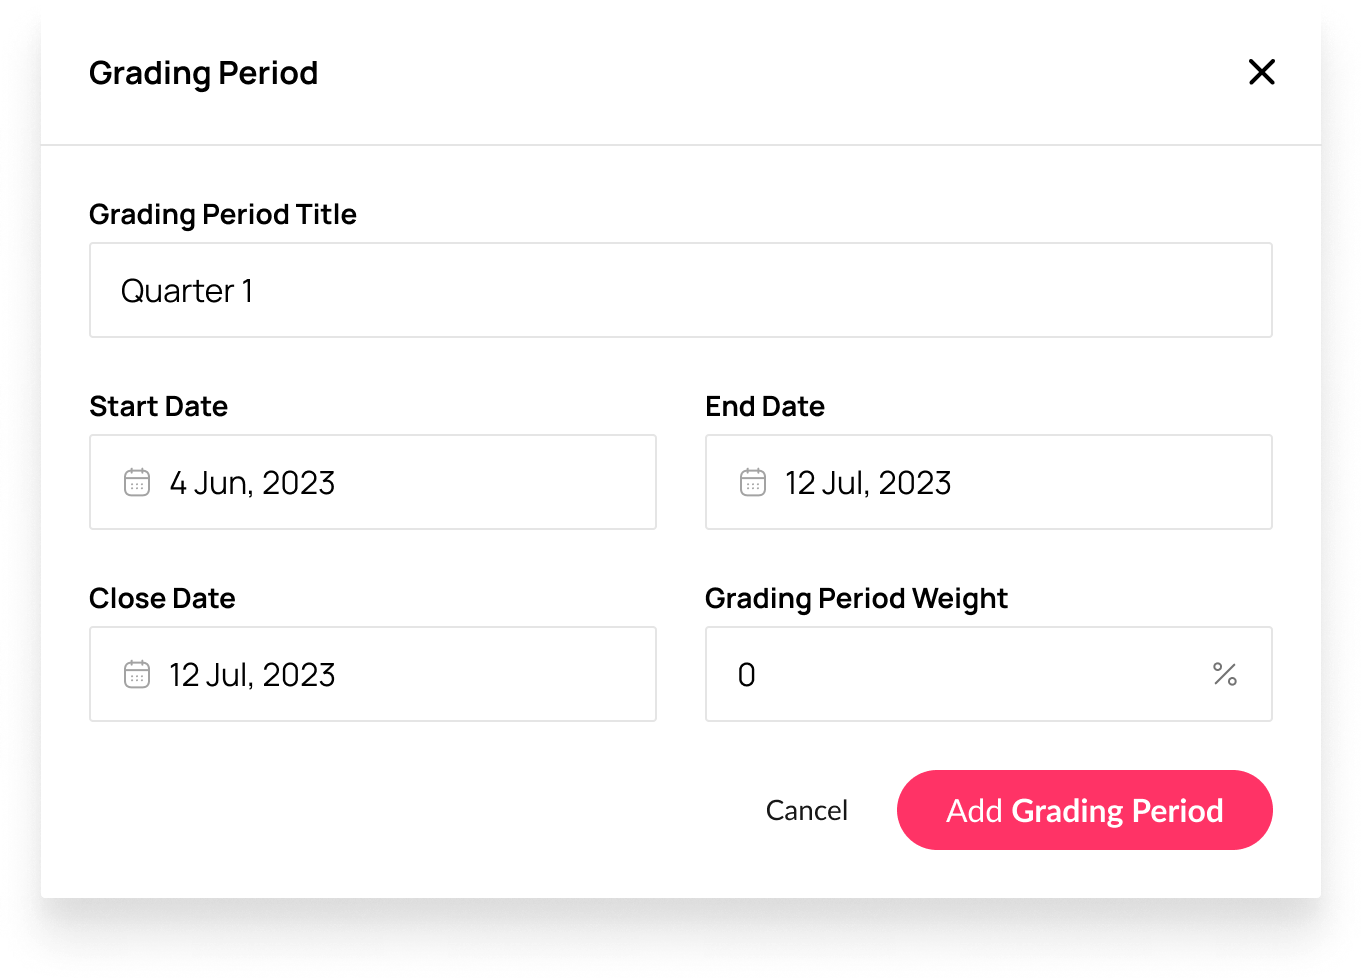 Grading Period
Grading Period Title
Quarter 1
Start Date
End Date
4 Jun, 2023
12 Jul, 2023
Close Date
Grading Period Weight
12 Jul, 2023
0 %
Cancel
Add Grading Period